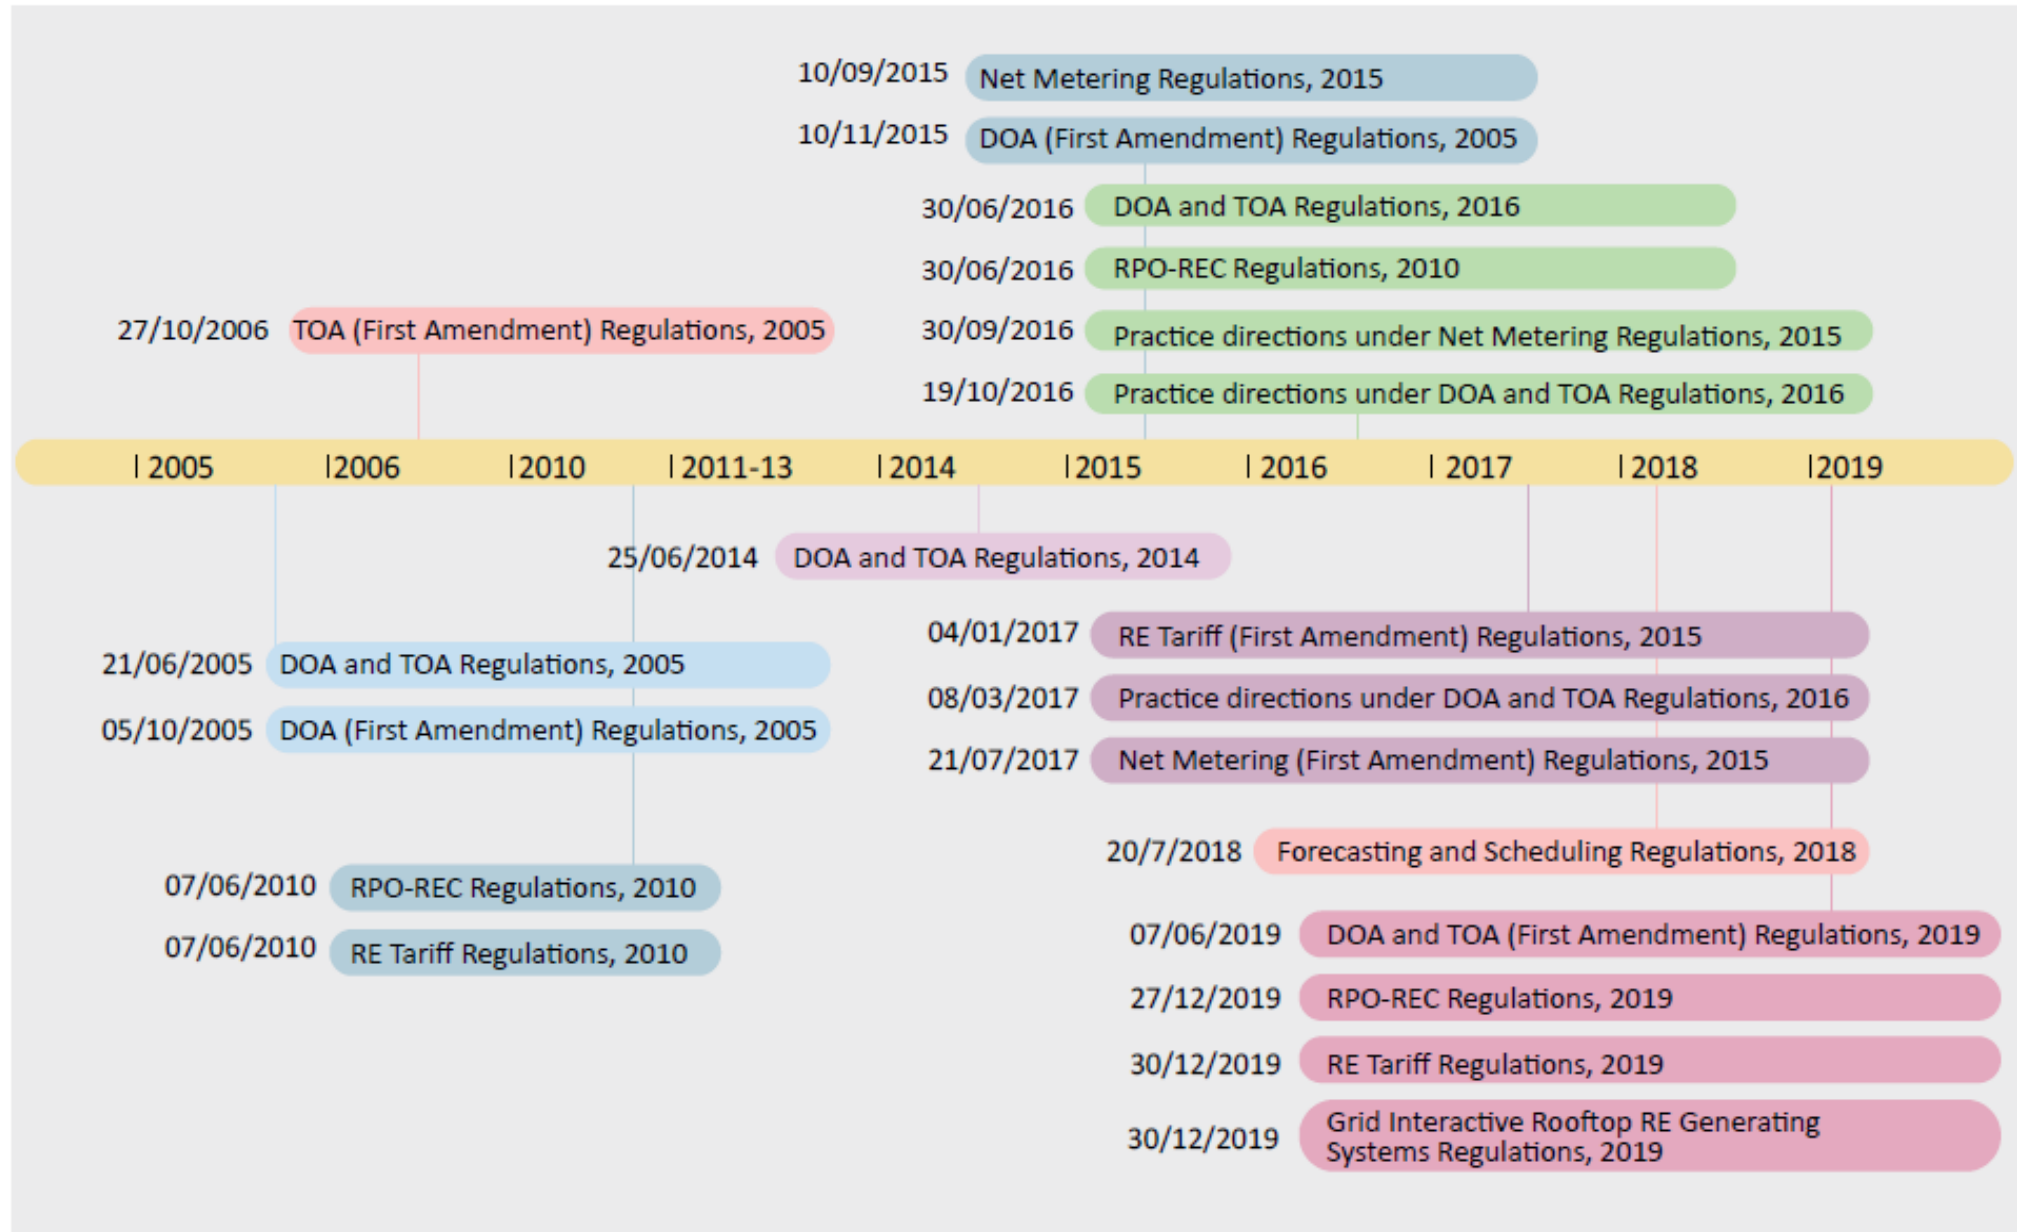 10/09/2015 Net Metering Regulations, 2015
10/11/2015 DOA (First Amendment) Regulations, 2005
30/06/2016 DOA and TOA Regulations, 2016
30/06/2016 RPO-REC Regulations, 2010
27/10/2006 TOA (First Amendment) Regulations, 2005
30/09/2016 Practice directions under Net Metering Regulations, 2015
19/10/2016 Practice directions under DOA and TOA Regulations, 2016
2005 2006 2010 2011-13 2014 2015 2016 2017 2018 2019
25/06/2014 DOA and TOA Regulations, 2014
21/06/2005 DOA and TOA Regulations, 2005
05/10/2005 DOA (First Amendment) Regulations, 2005
07/06/2010 RPO-REC Regulations, 2010
07/06/2010 RE Tariff Regulations, 2010
04/01/2017 RE Tariff (First Amendment) Regulations, 2015
08/03/2017 Practice directions under DOA and TOA Regulations, 2016
21/07/2017 Net Metering (First Amendment) Regulations, 2015
20/7/2018 Forecasting and Scheduling Regulations, 2018
07/06/2019 DOA and TOA (First Amendment) Regulations, 2019
27/12/2019 RPO-REC Regulations, 2019
30/12/2019 RE Tariff Regulations, 2019
30/12/2019 Grid Interactive Rooftop RE Generating
Systems Regulations, 2019